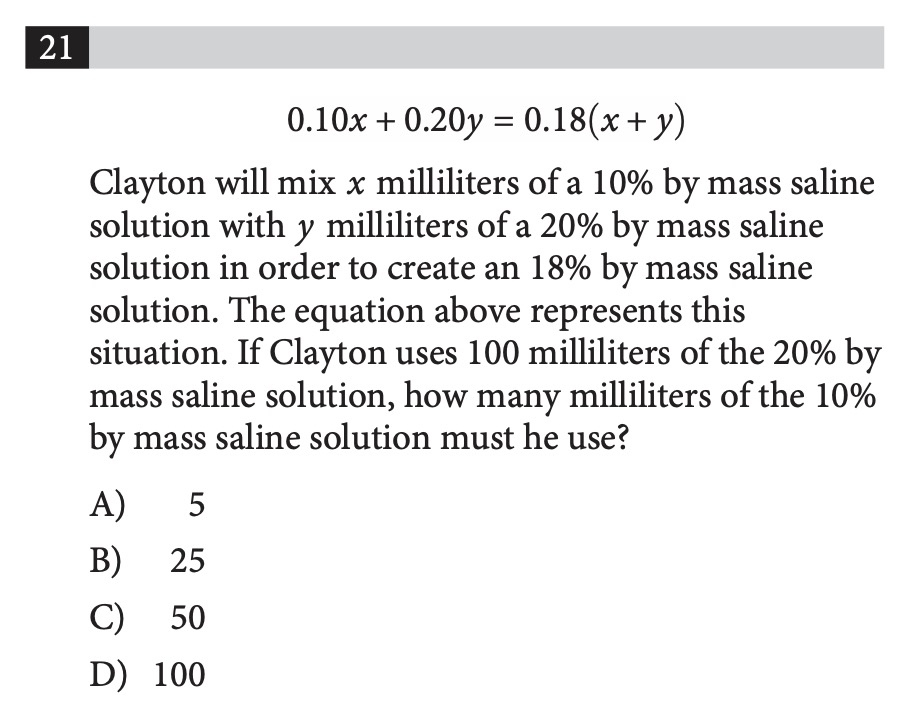 21
0.10x + 0.20y = 0.18(x + y)
Clayton will mix x milliliters of a 10% by mass saline
solution with y milliliters of a 20% by mass saline
solution in order to create an 18% by mass saline
solution. The equation above represents this
situation. If Clayton uses 100 milliliters of the 20% by
mass saline solution, how many milliliters of the 10%
by mass saline solution must he use?
A) 5
B) 25
C) 50
D) 100